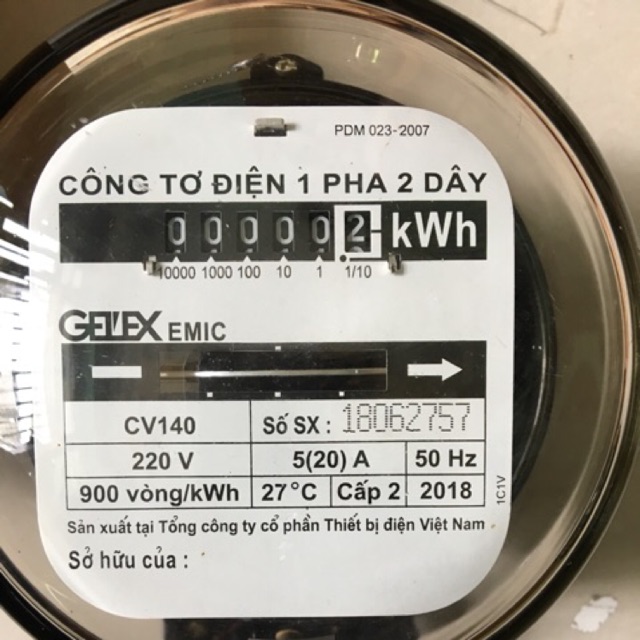 PDM 023-2007
CÔNG TƠ ĐIỆN 1 PHA 2 DÂY
0 0 0 0 0 2 kWh
10000 1000 100 10 1 1/10
GELEX EMIC
CV140 Số SX : 18062757
220 V 5(20) A 50 Hz
900 vòng/kWh 27°C Cấp 2 2018
1C1V
Sản xuất tại Tổng công ty cổ phần Thiết bị điện Việt Nam
Sở hữu của :